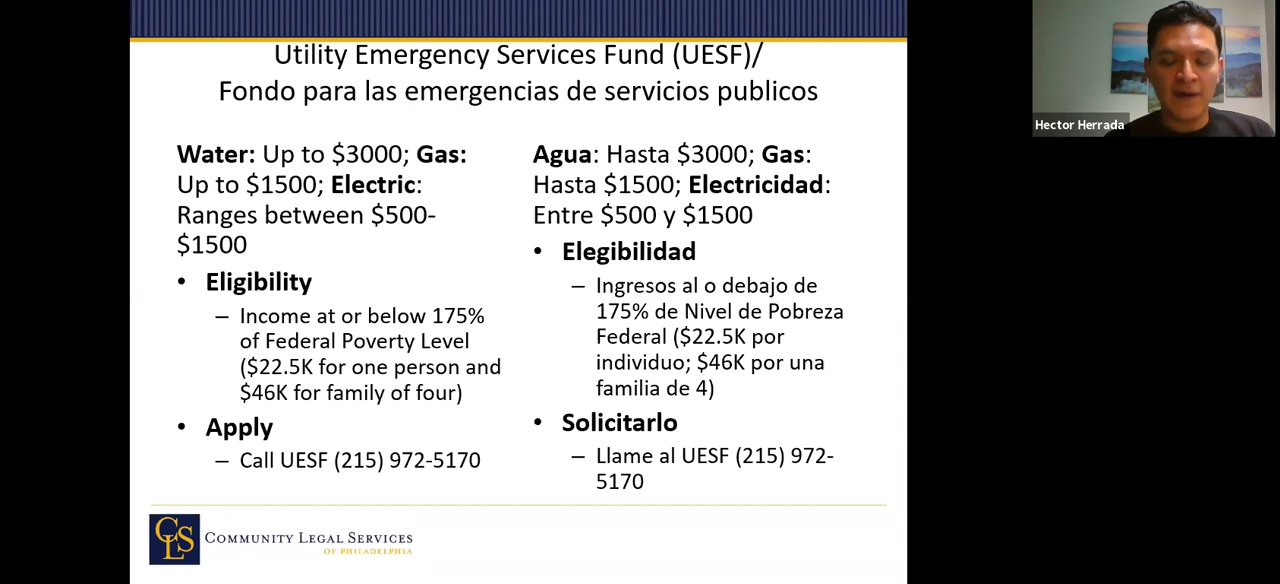 Utility Emergency Services Fund (UESF)/
Fondo para las emergencias de servicios publicos
Water: Up to $3000; Gas:
Up to $1500; Electric:
Ranges between $500-
$1500
• Eligibility
– Income at or below 175%
of Federal Poverty Level
($22.5K for one person and
$46K for family of four)
• Apply
– Call UESF (215) 972-5170
Agua: Hasta $3000; Gas:
Hasta $1500; Electricidad:
Entre $500 y $1500
• Elegibilidad
– Ingresos al o debajo de
175% de Nivel de Pobreza
Federal ($22.5K por
individuo; $46K por una
familia de 4)
• Solicitarlo
– Llame al UESF (215) 972-
5170
CLS
COMMUNITY LEGAL SERVICES
OF PHILADELPHIA
Hector Herrada